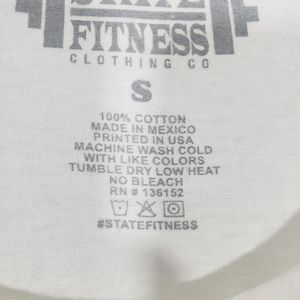 STATE
FITNESS
CLOTHING CO
S
100% COTTON
MADE IN MEXICO
PRINTED IN USA
MACHINE WASH COLD
WITH LIKE COLORS
TUMBLE DRY LOW HEAT
NO BLEACH
RN # 136152
#STATEFITNESS